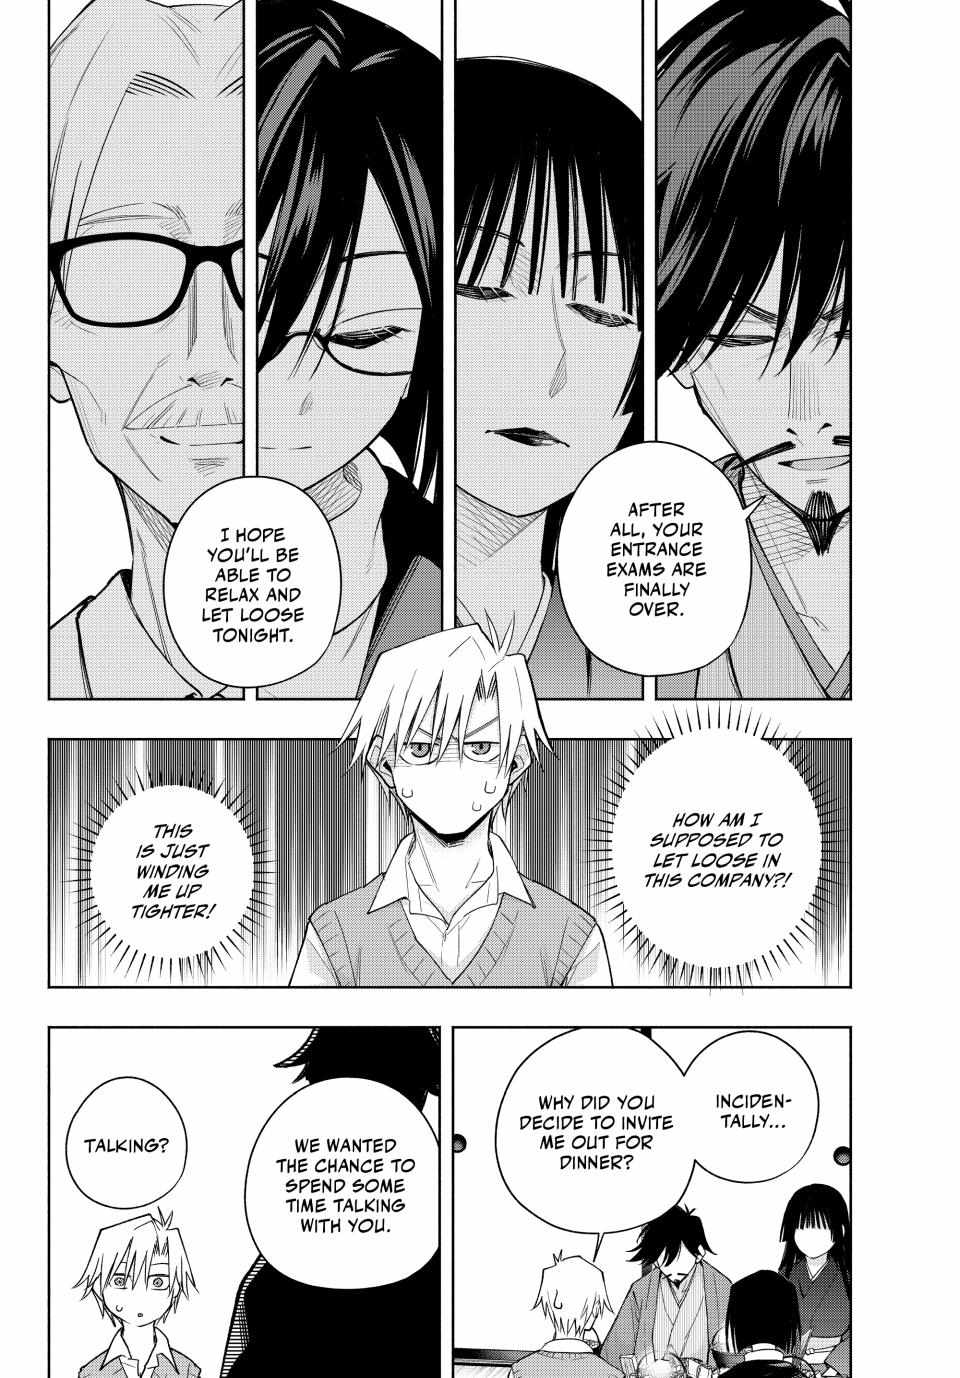 AFTER
ALL, YOUR
ENTRANCE
EXAMS ARE
FINALLY
OVER.
I HOPE
YOU'LL BE
ABLE TO
RELAX AND
LET LOOSE
TONIGHT.
HOW AM I
SUPPOSED TO
LET LOOSE IN
THIS COMPANY?!
THIS
IS JUST
WINDING
ME UP
TIGHTER!
INCIDEN-
TALLY...
WHY DID YOU
DECIDE TO INVITE
ME OUT FOR
DINNER?
WE WANTED
THE CHANCE TO
SPEND SOME
TIME TALKING
WITH YOU.
TALKING?